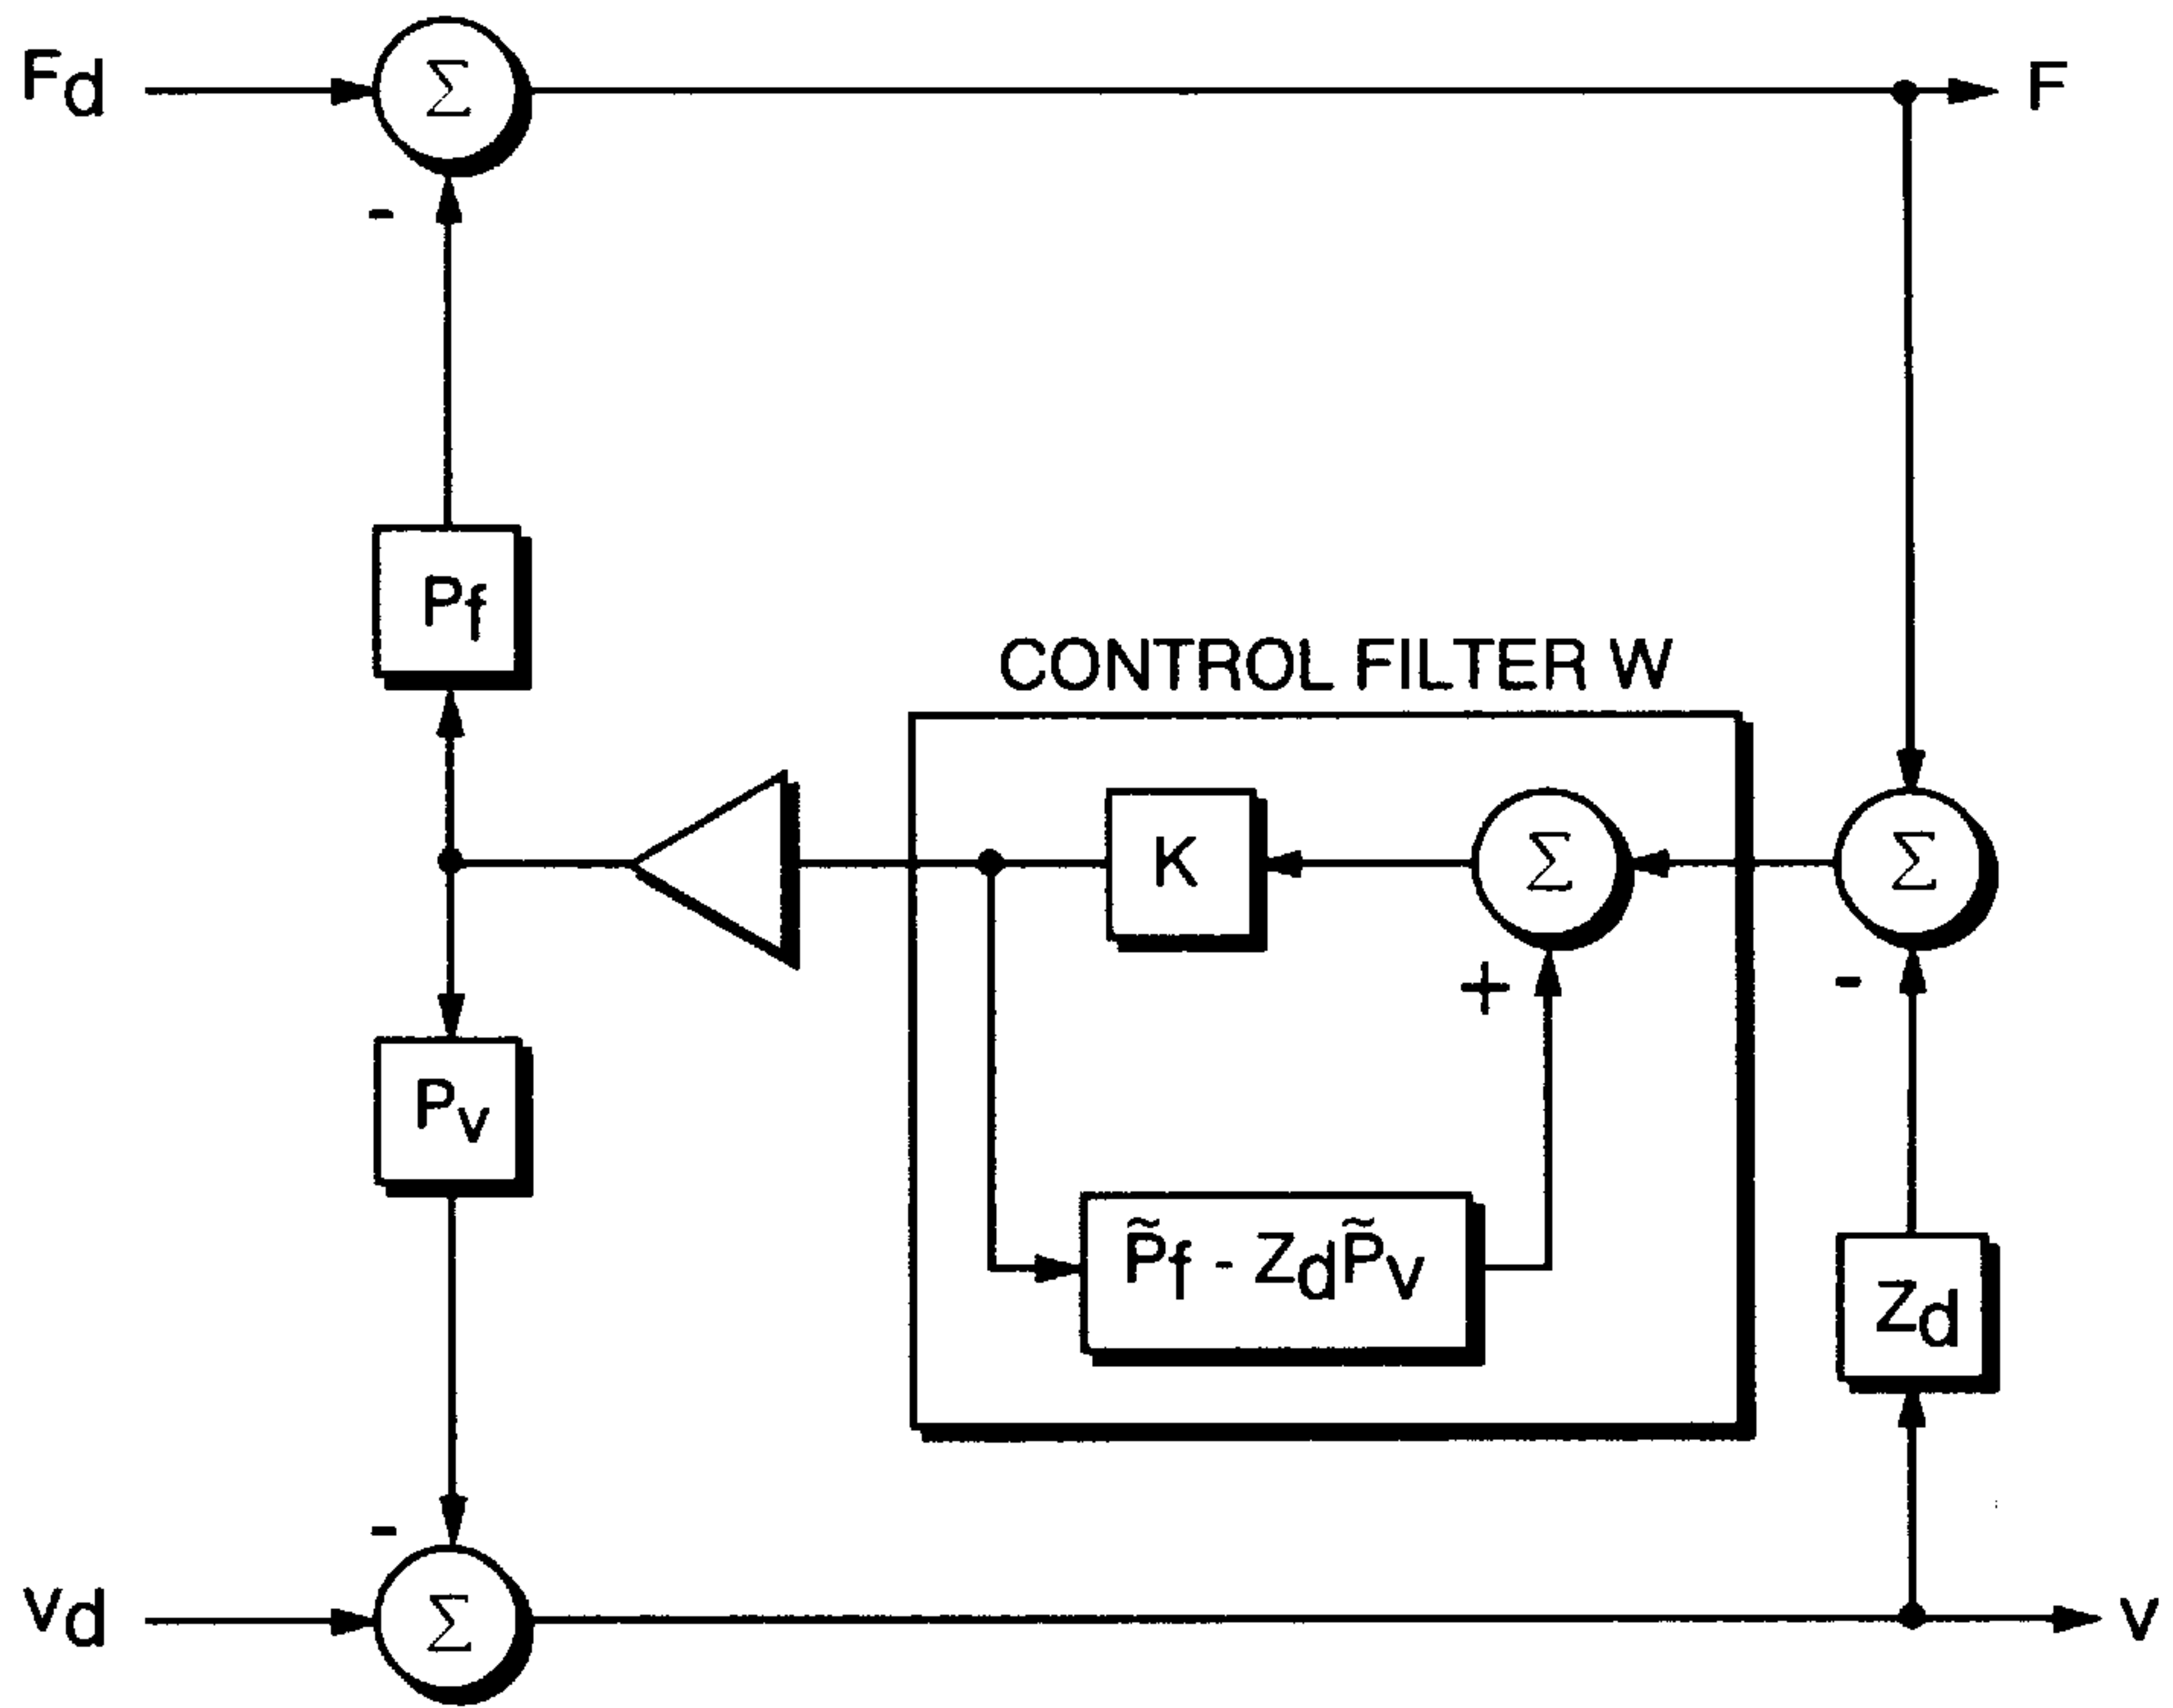 Fd
Σ
F
-
Pf
CONTROL FILTER W
K
Σ
Σ
+
-
Pv
P̃f - ZdP̃v
Zd
-
vd
Σ
v